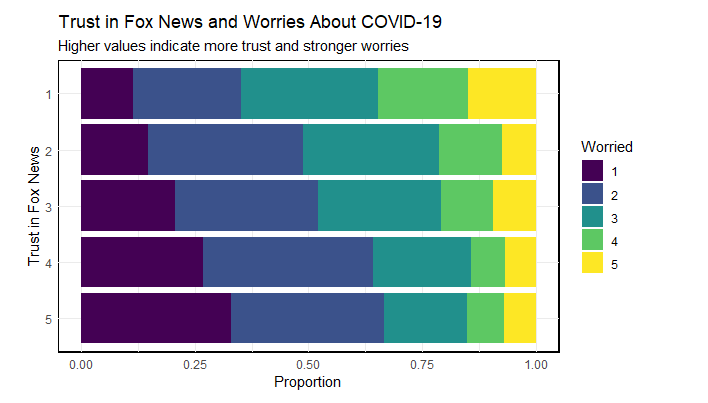 Trust in Fox News and Worries About COVID-19
Higher values indicate more trust and stronger worries
Trust in Fox News
1
2
3
4
5
0.00 0.25 0.50 0.75 1.00
Proportion
Worried
1
2
3
4
5